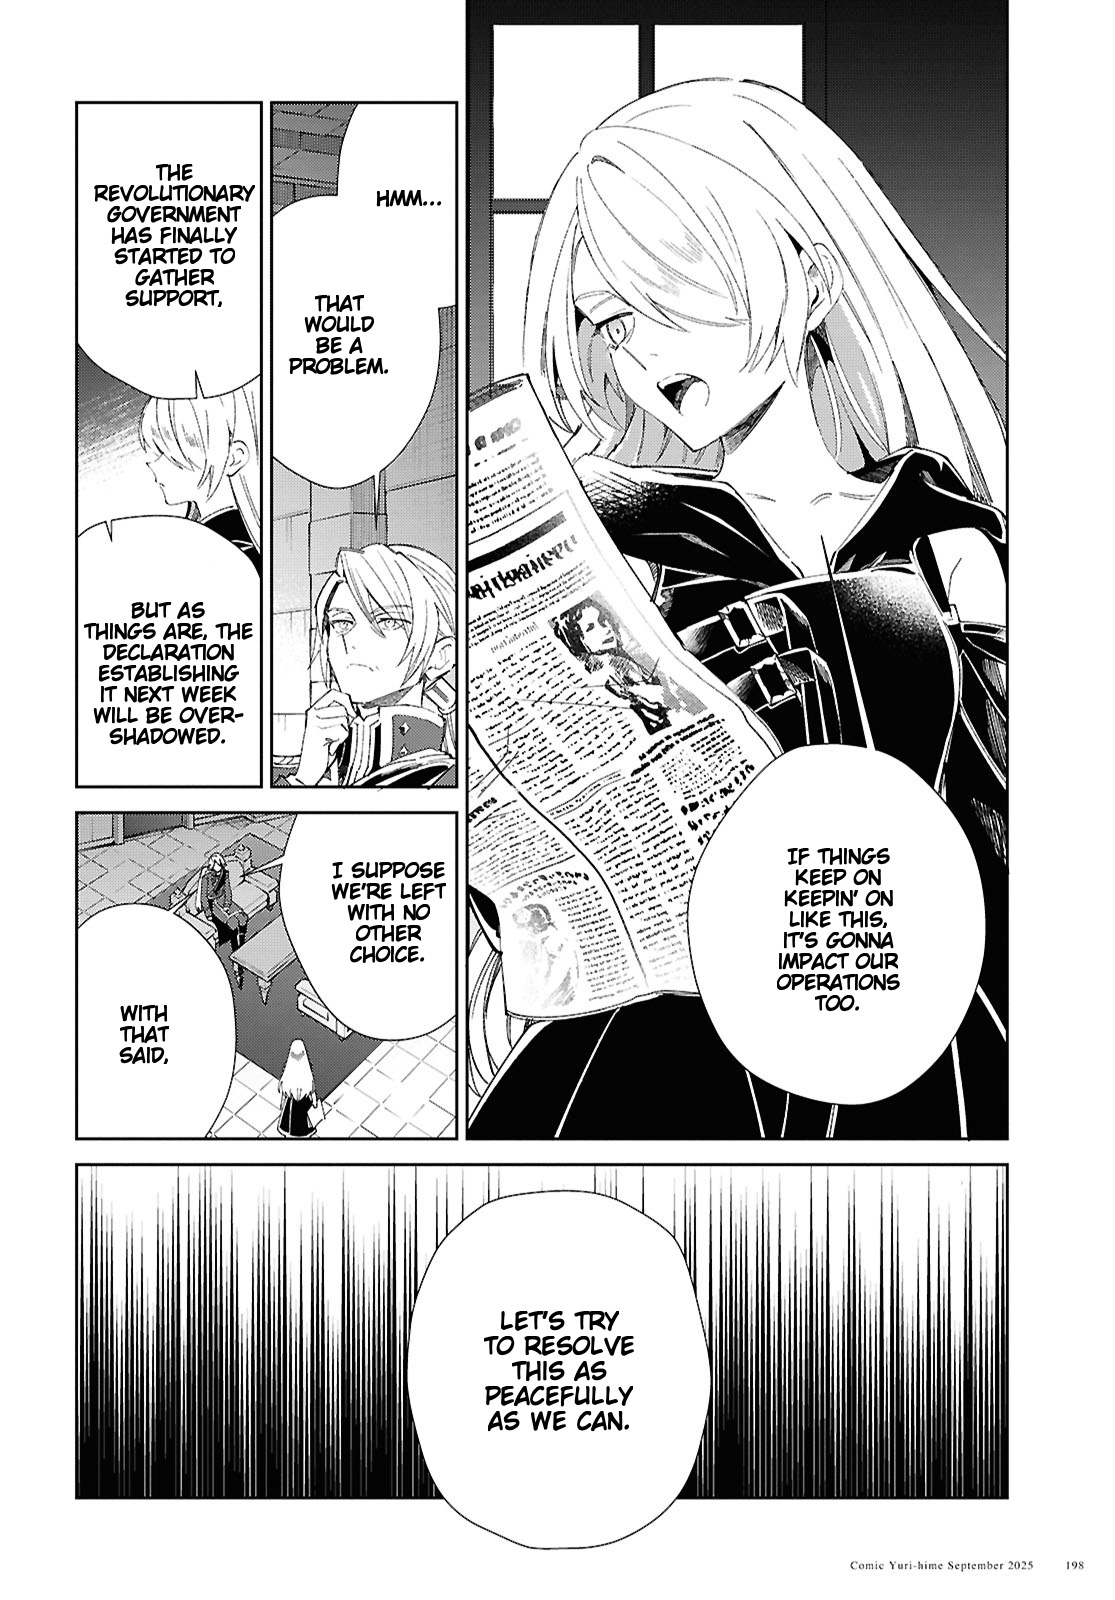 IF THINGS
KEEP ON
KEEPIN' ON
LIKE THIS,
IT'S GONNA
IMPACT OUR
OPERATIONS
TOO.
HMM...
THAT
WOULD
BE A
PROBLEM.
THE
REVOLUTIONARY
GOVERNMENT
HAS FINALLY
STARTED TO
GATHER
SUPPORT,
BUT AS
THINGS ARE, THE
DECLARATION
ESTABLISHING
IT NEXT WEEK
WILL BE OVER-
SHADOWED.
I SUPPOSE
WE'RE LEFT
WITH NO
OTHER
CHOICE.
WITH
THAT
SAID,
LET'S TRY
TO RESOLVE
THIS AS
PEACEFULLY
AS WE CAN.
Comic Yuri-hime September 2025 198